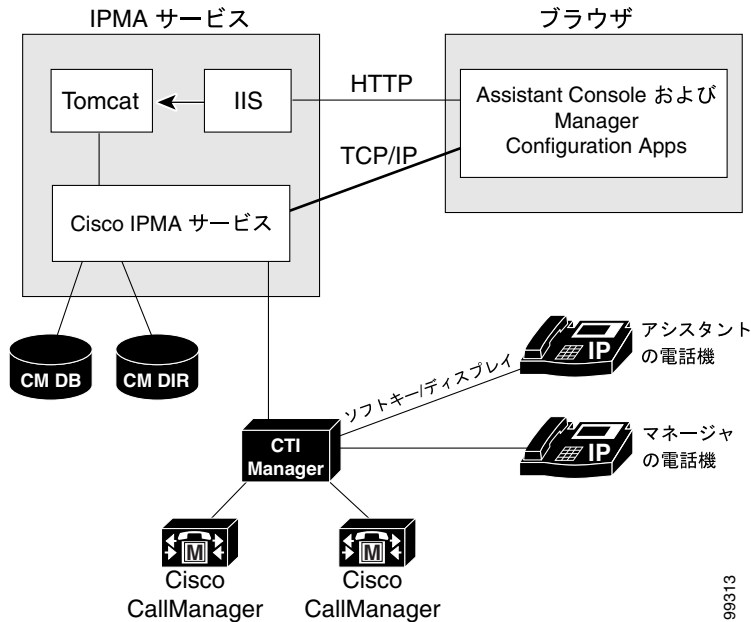 IPMA サービス
ブラウザ
Tomcat
IIS
HTTP
Assistant Console および
Manager
Configuration Apps
TCP/IP
Cisco IPMA サービス
CM DB
CM DIR
ソフトキー/ディスプレイ
IP
アシスタント
の電話機
CTI
Manager
IP
マネージャ
の電話機
M
M
Cisco
CallManager
Cisco
CallManager
99313